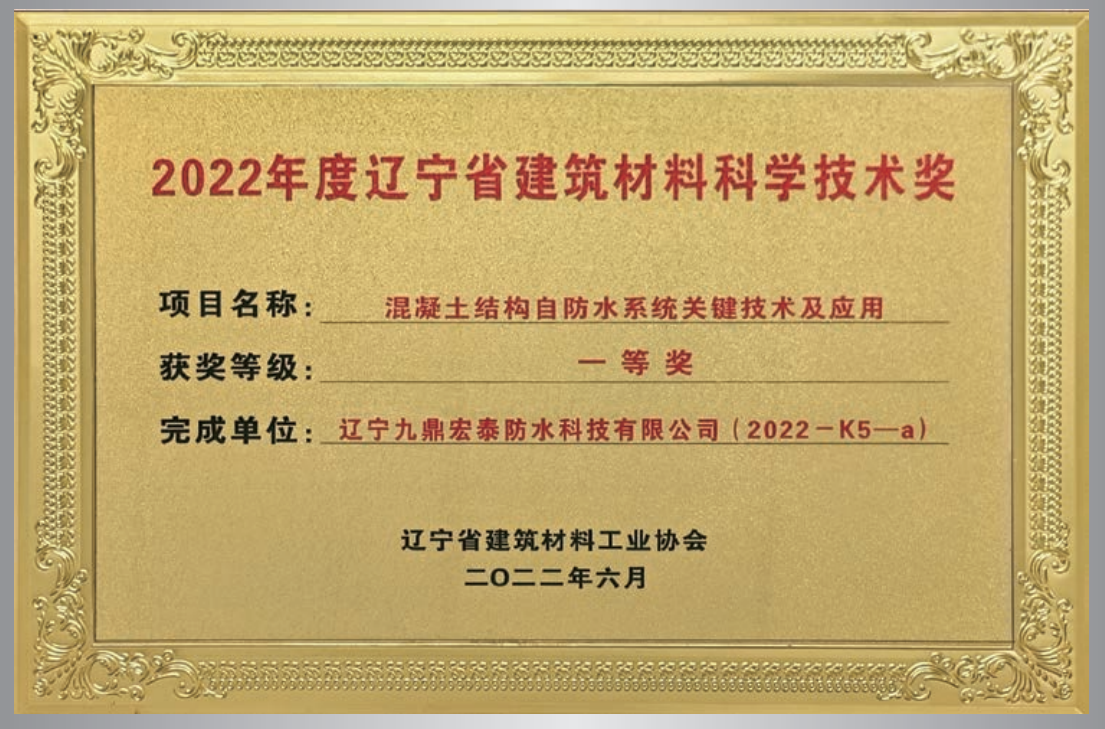 2022年度辽宁省建筑材料科学技术奖
项目名称：混凝土结构自防水系统关键技术及应用
获奖等级：一等奖
完成单位：辽宁九鼎宏泰防水科技有限公司（2022－K5—a）
辽宁省建筑材料工业协会
二〇二二年六月